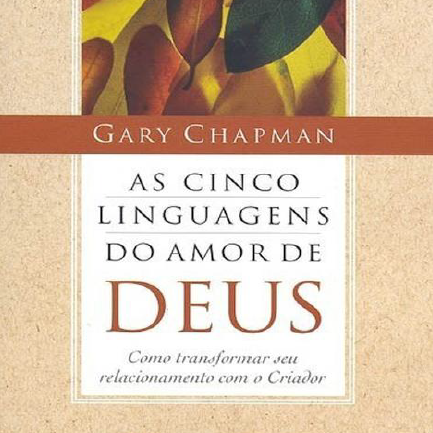 GARY CHAPMAN
AS CINCO
LINGUAGENS
DO AMOR DE
DEUS
Como transformar seu
relacionamento com o Criador